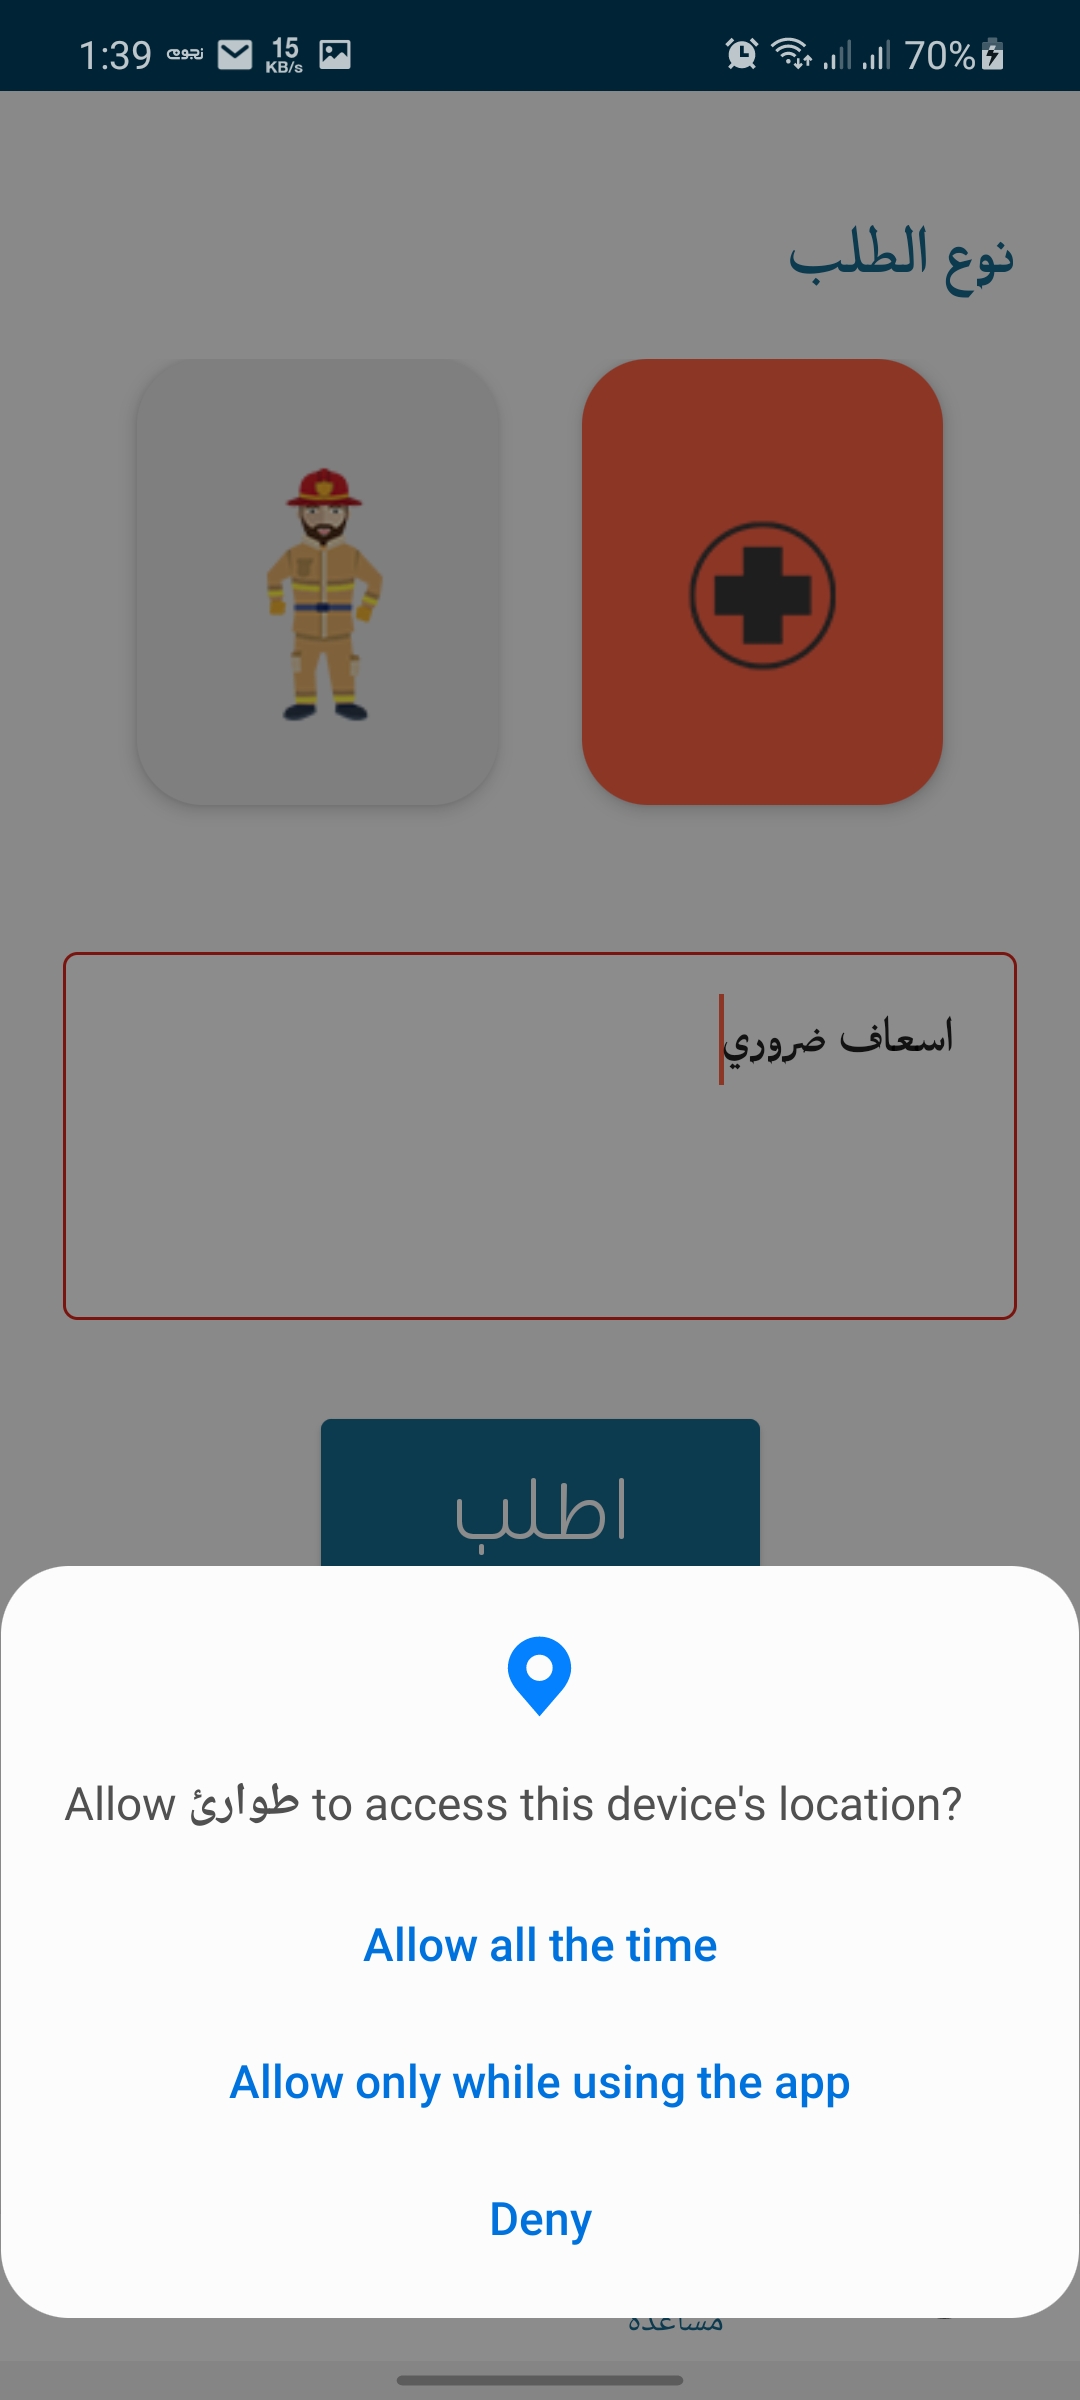 1:39 نجوم 15 KB/s 70%
نوع الطلب
اسعاف ضروري
اطلب
Allow طوارئ to access this device's location?
Allow all the time
Allow only while using the app
Deny
مساعدة